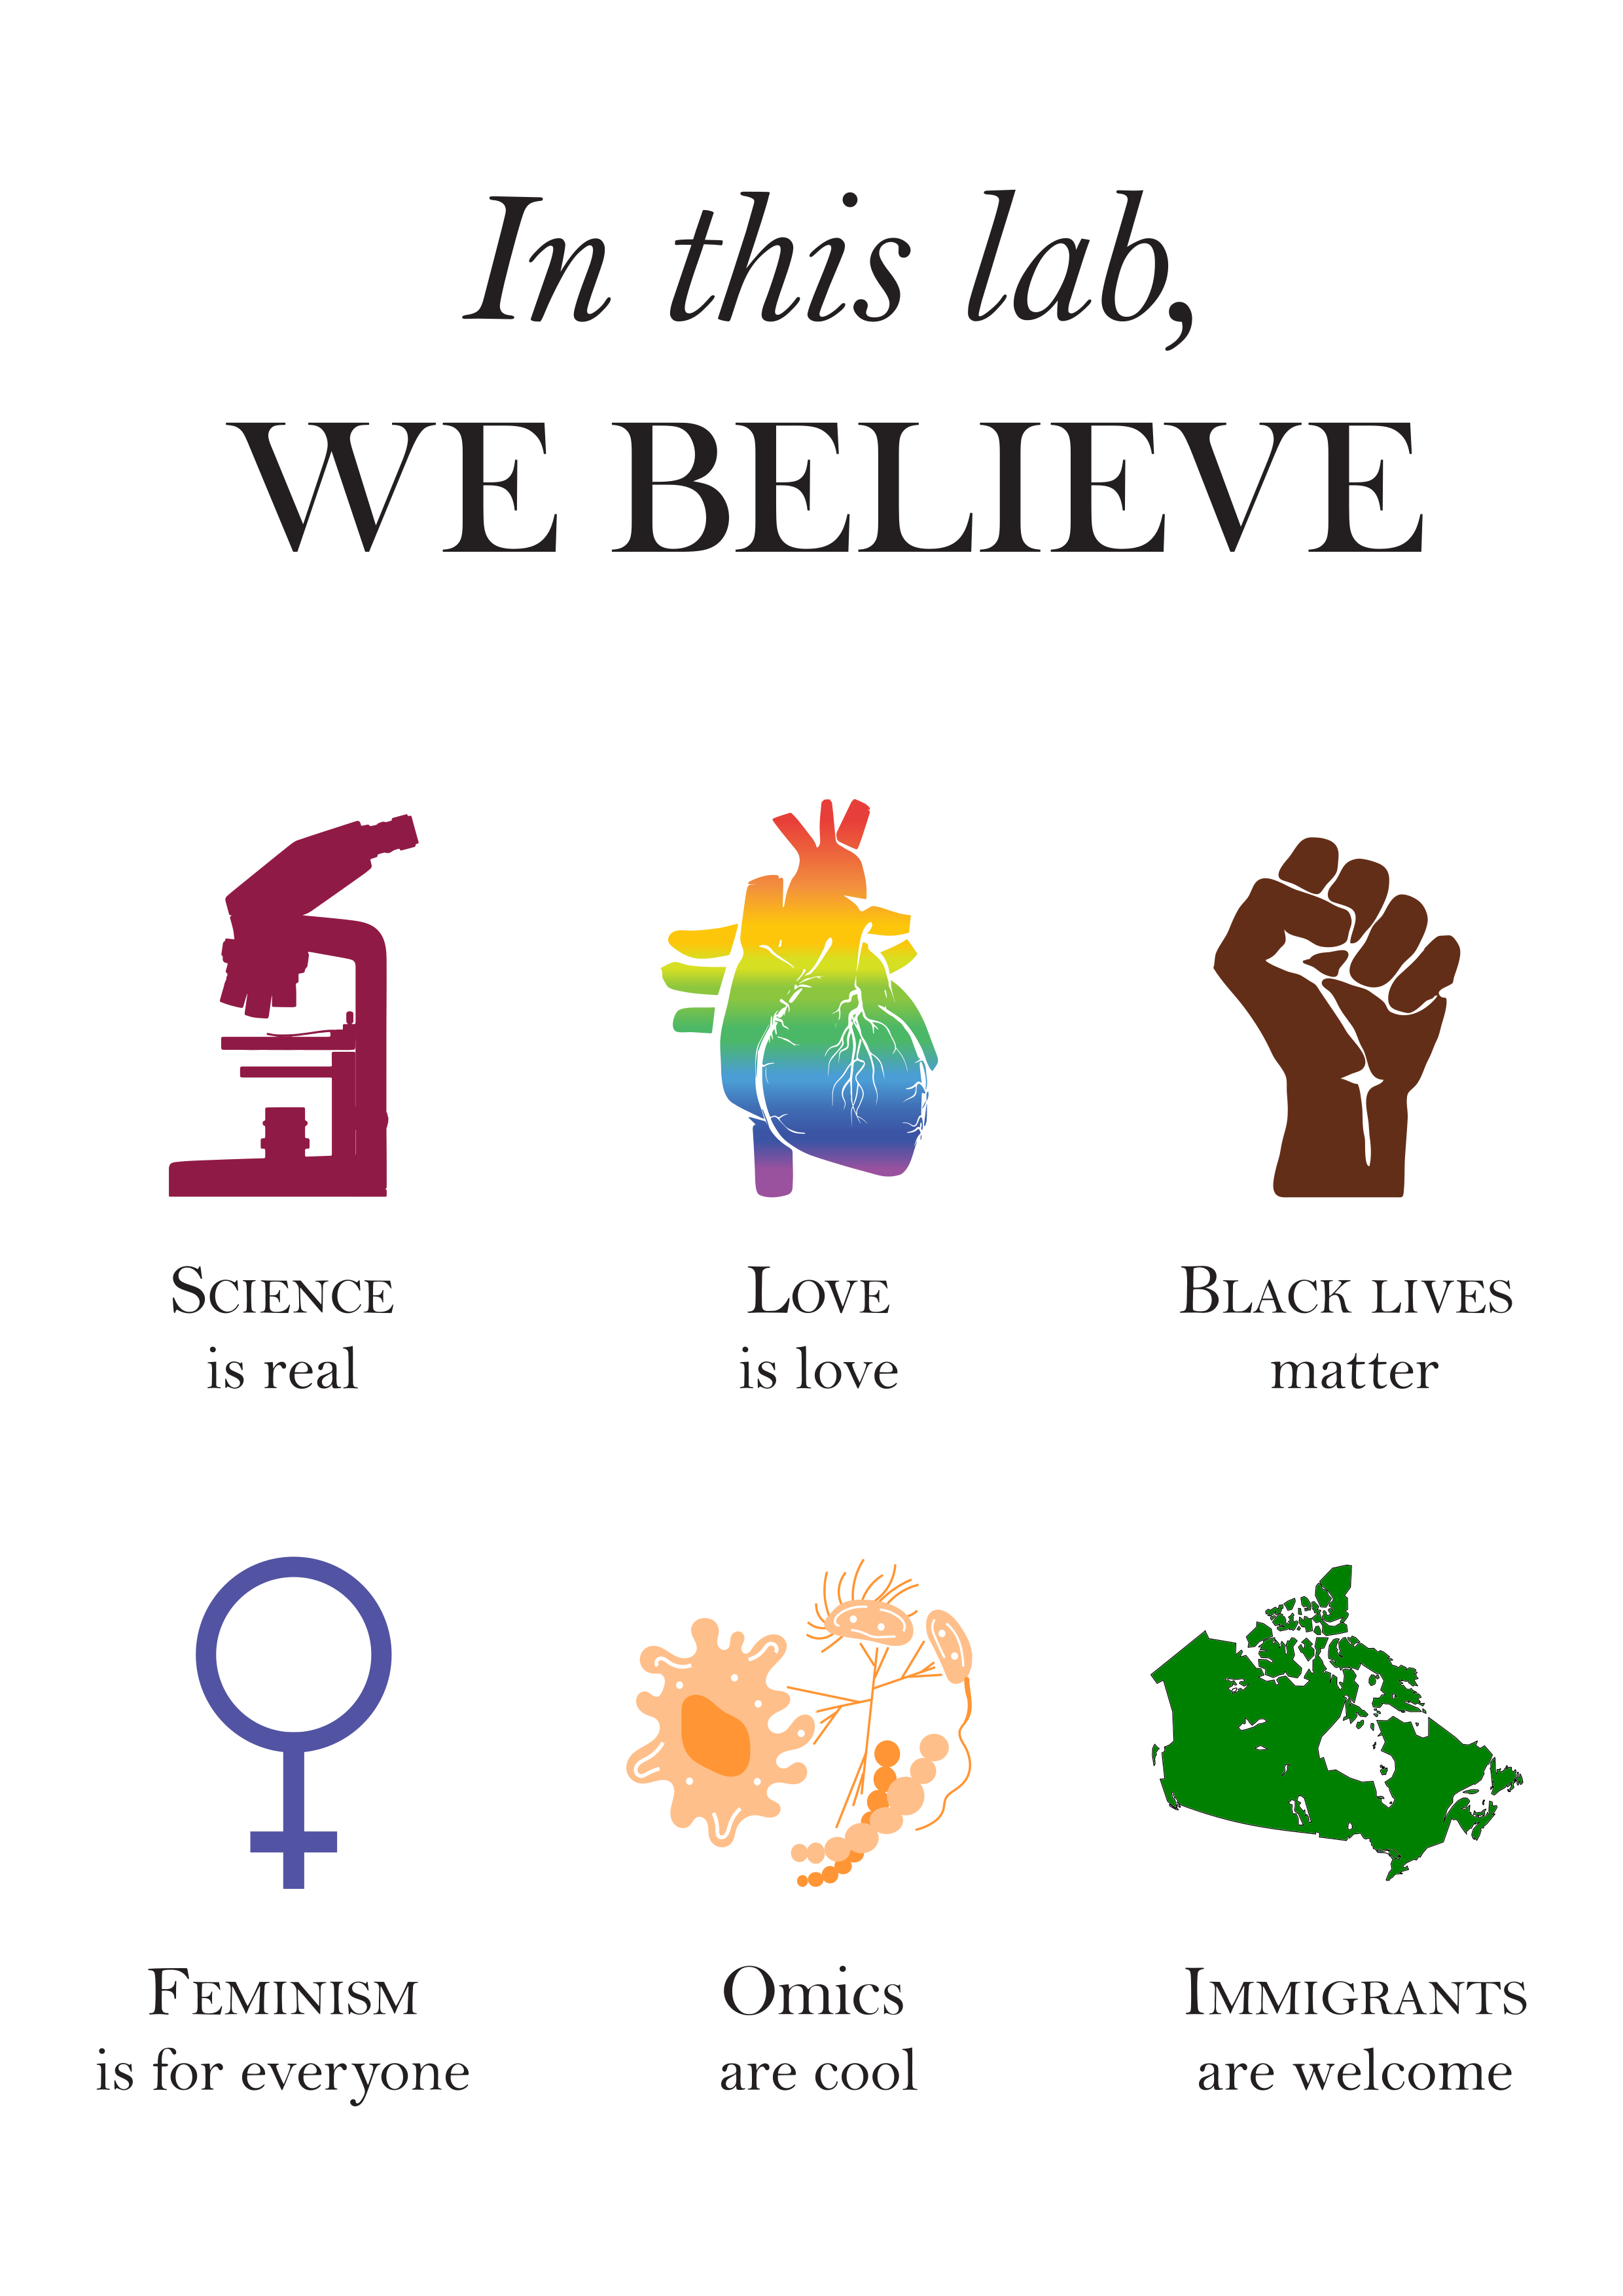 In this lab,
WE BELIEVE
SCIENCE
is real
LOVE
is love
BLACK LIVES
matter
FEMINISM
is for everyone
Omics
are cool
IMMIGRANTS
are welcome